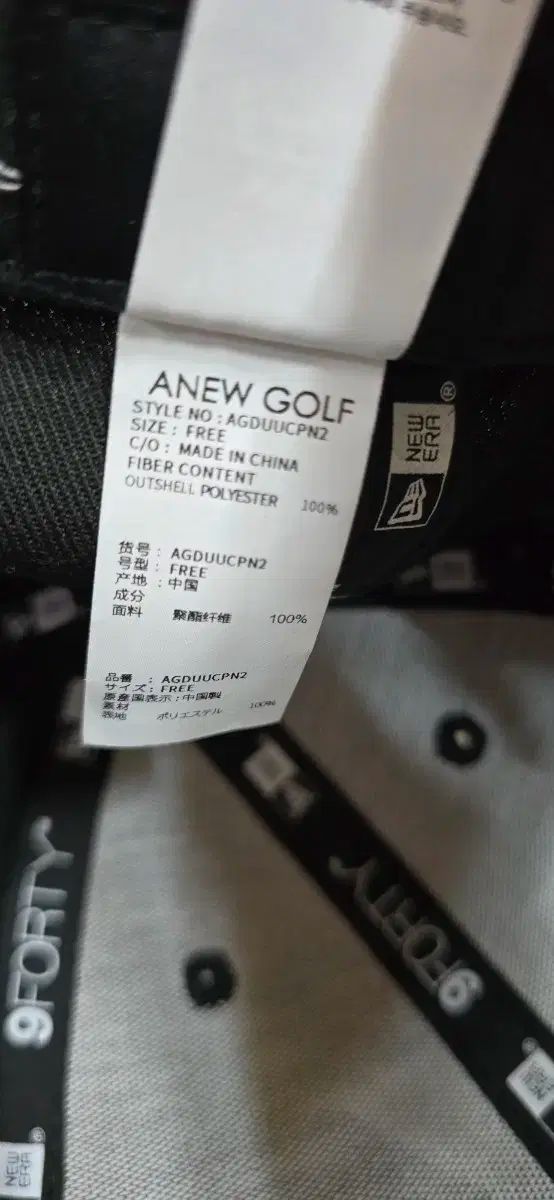 ANEW GOLF
STYLE NO : AGDUUCPN2
SIZE : FREE
C/O : MADE IN CHINA
FIBER CONTENT
OUTSHELL POLYESTER 100%
货号 : AGDUUCPN2
号型 : FREE
产地 : 中国
成分
面料 聚酯纤维 100%
品番 : AGDUUCPN2
サイズ : FREE
原産国表示 : 中国製
素材
表地 ポリエステル 100%
NEW ERA ®
9FORTY
9FORTY
NEW ERA ®